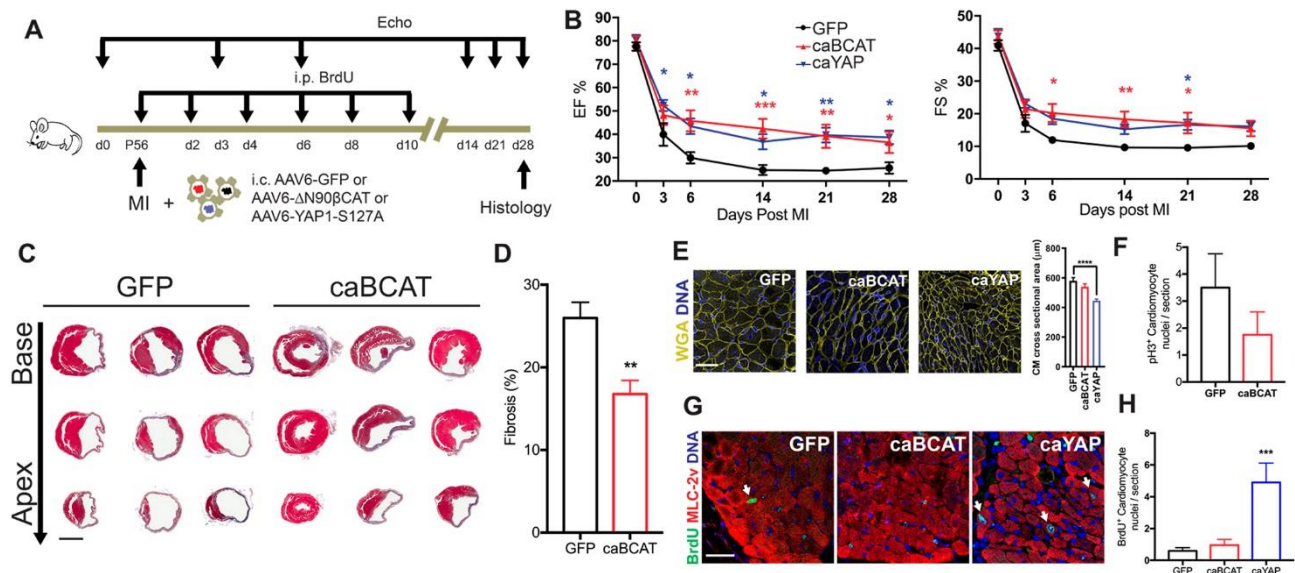 A
Echo
i.p. BrdU
d0 P56 d2 d3 d4 d6 d8 d10 d14 d21 d28
MI +
i.c. AAV6-GFP or
AAV6-ΔN90βCAT or
AAV6-YAP1-S127A
Histology
B
GFP
caBCAT
caYAP
EF %
90
80
70
60
50
40
30
20
* * ** * *** ** ** * *
0 3 6 14 21 28
Days Post MI
FS %
50
40
30
20
10
0
* ** * *
0 3 6 14 21 28
Days Post MI
C
GFP caBCAT
Base
Apex
D
Fibrosis (%)
30
20
10
0
**
GFP caBCAT
E
WGA DNA
GFP caBCAT caYAP
CM cross sectional area (μm)
800
600
400
200
0
****
GFP
caBCAT
caYAP
F
pH3⁺ Cardiomyocyte
nuclei / section
5
4
3
2
1
0
GFP caBCAT
G
BrdU MLC-2v DNA
GFP caBCAT caYAP
H
BrdU⁺ Cardiomyocyte
nuclei / section
8
6
4
2
0
***
GFP caBCAT caYAP